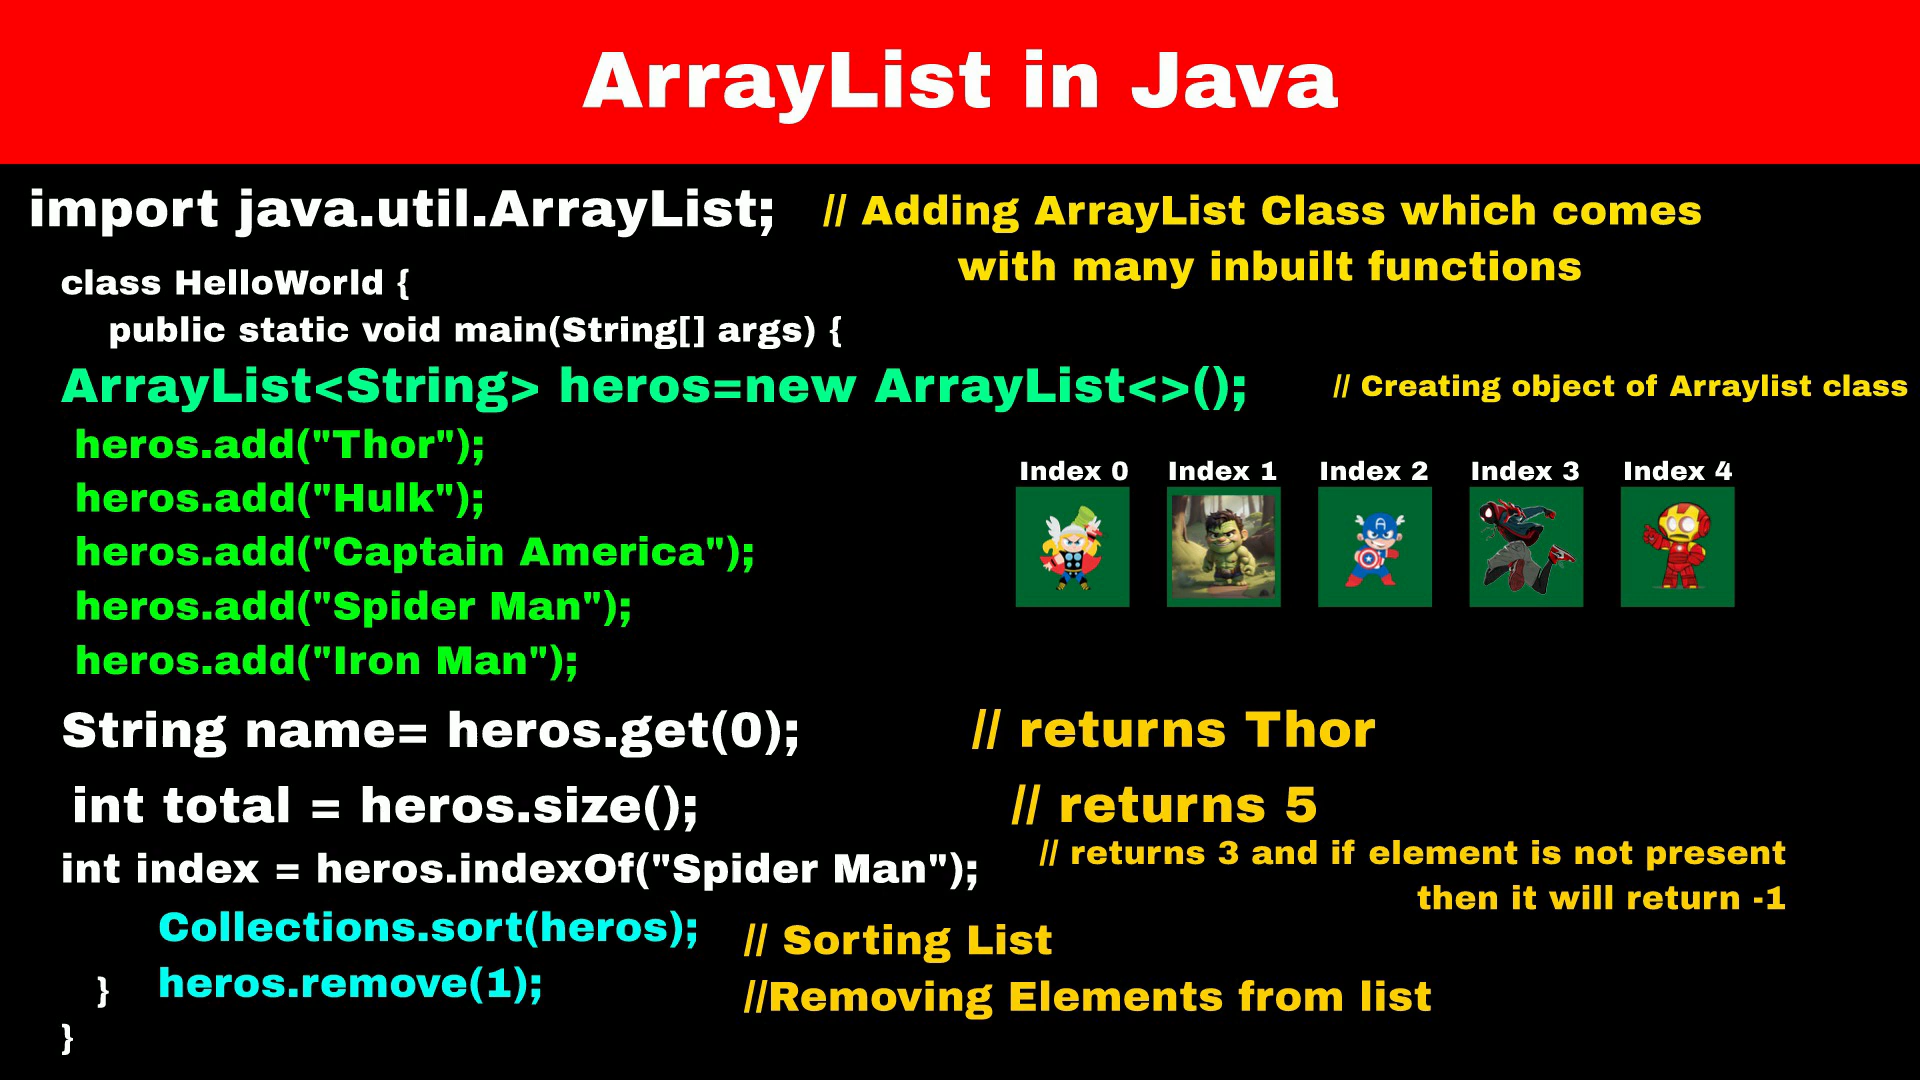 ArrayList in Java
import java.util.ArrayList; // Adding ArrayList Class which comes
with many inbuilt functions
class HelloWorld {
public static void main(String[] args) {
ArrayList<String> heros=new ArrayList<>(); // Creating object of Arraylist class
heros.add("Thor");
heros.add("Hulk");
heros.add("Captain America");
heros.add("Spider Man");
heros.add("Iron Man");
Index 0 Index 1 Index 2 Index 3 Index 4
String name= heros.get(0); // returns Thor
int total = heros.size(); // returns 5
int index = heros.indexOf("Spider Man"); // returns 3 and if element is not present
then it will return -1
Collections.sort(heros); // Sorting List
} heros.remove(1); //Removing Elements from list
}